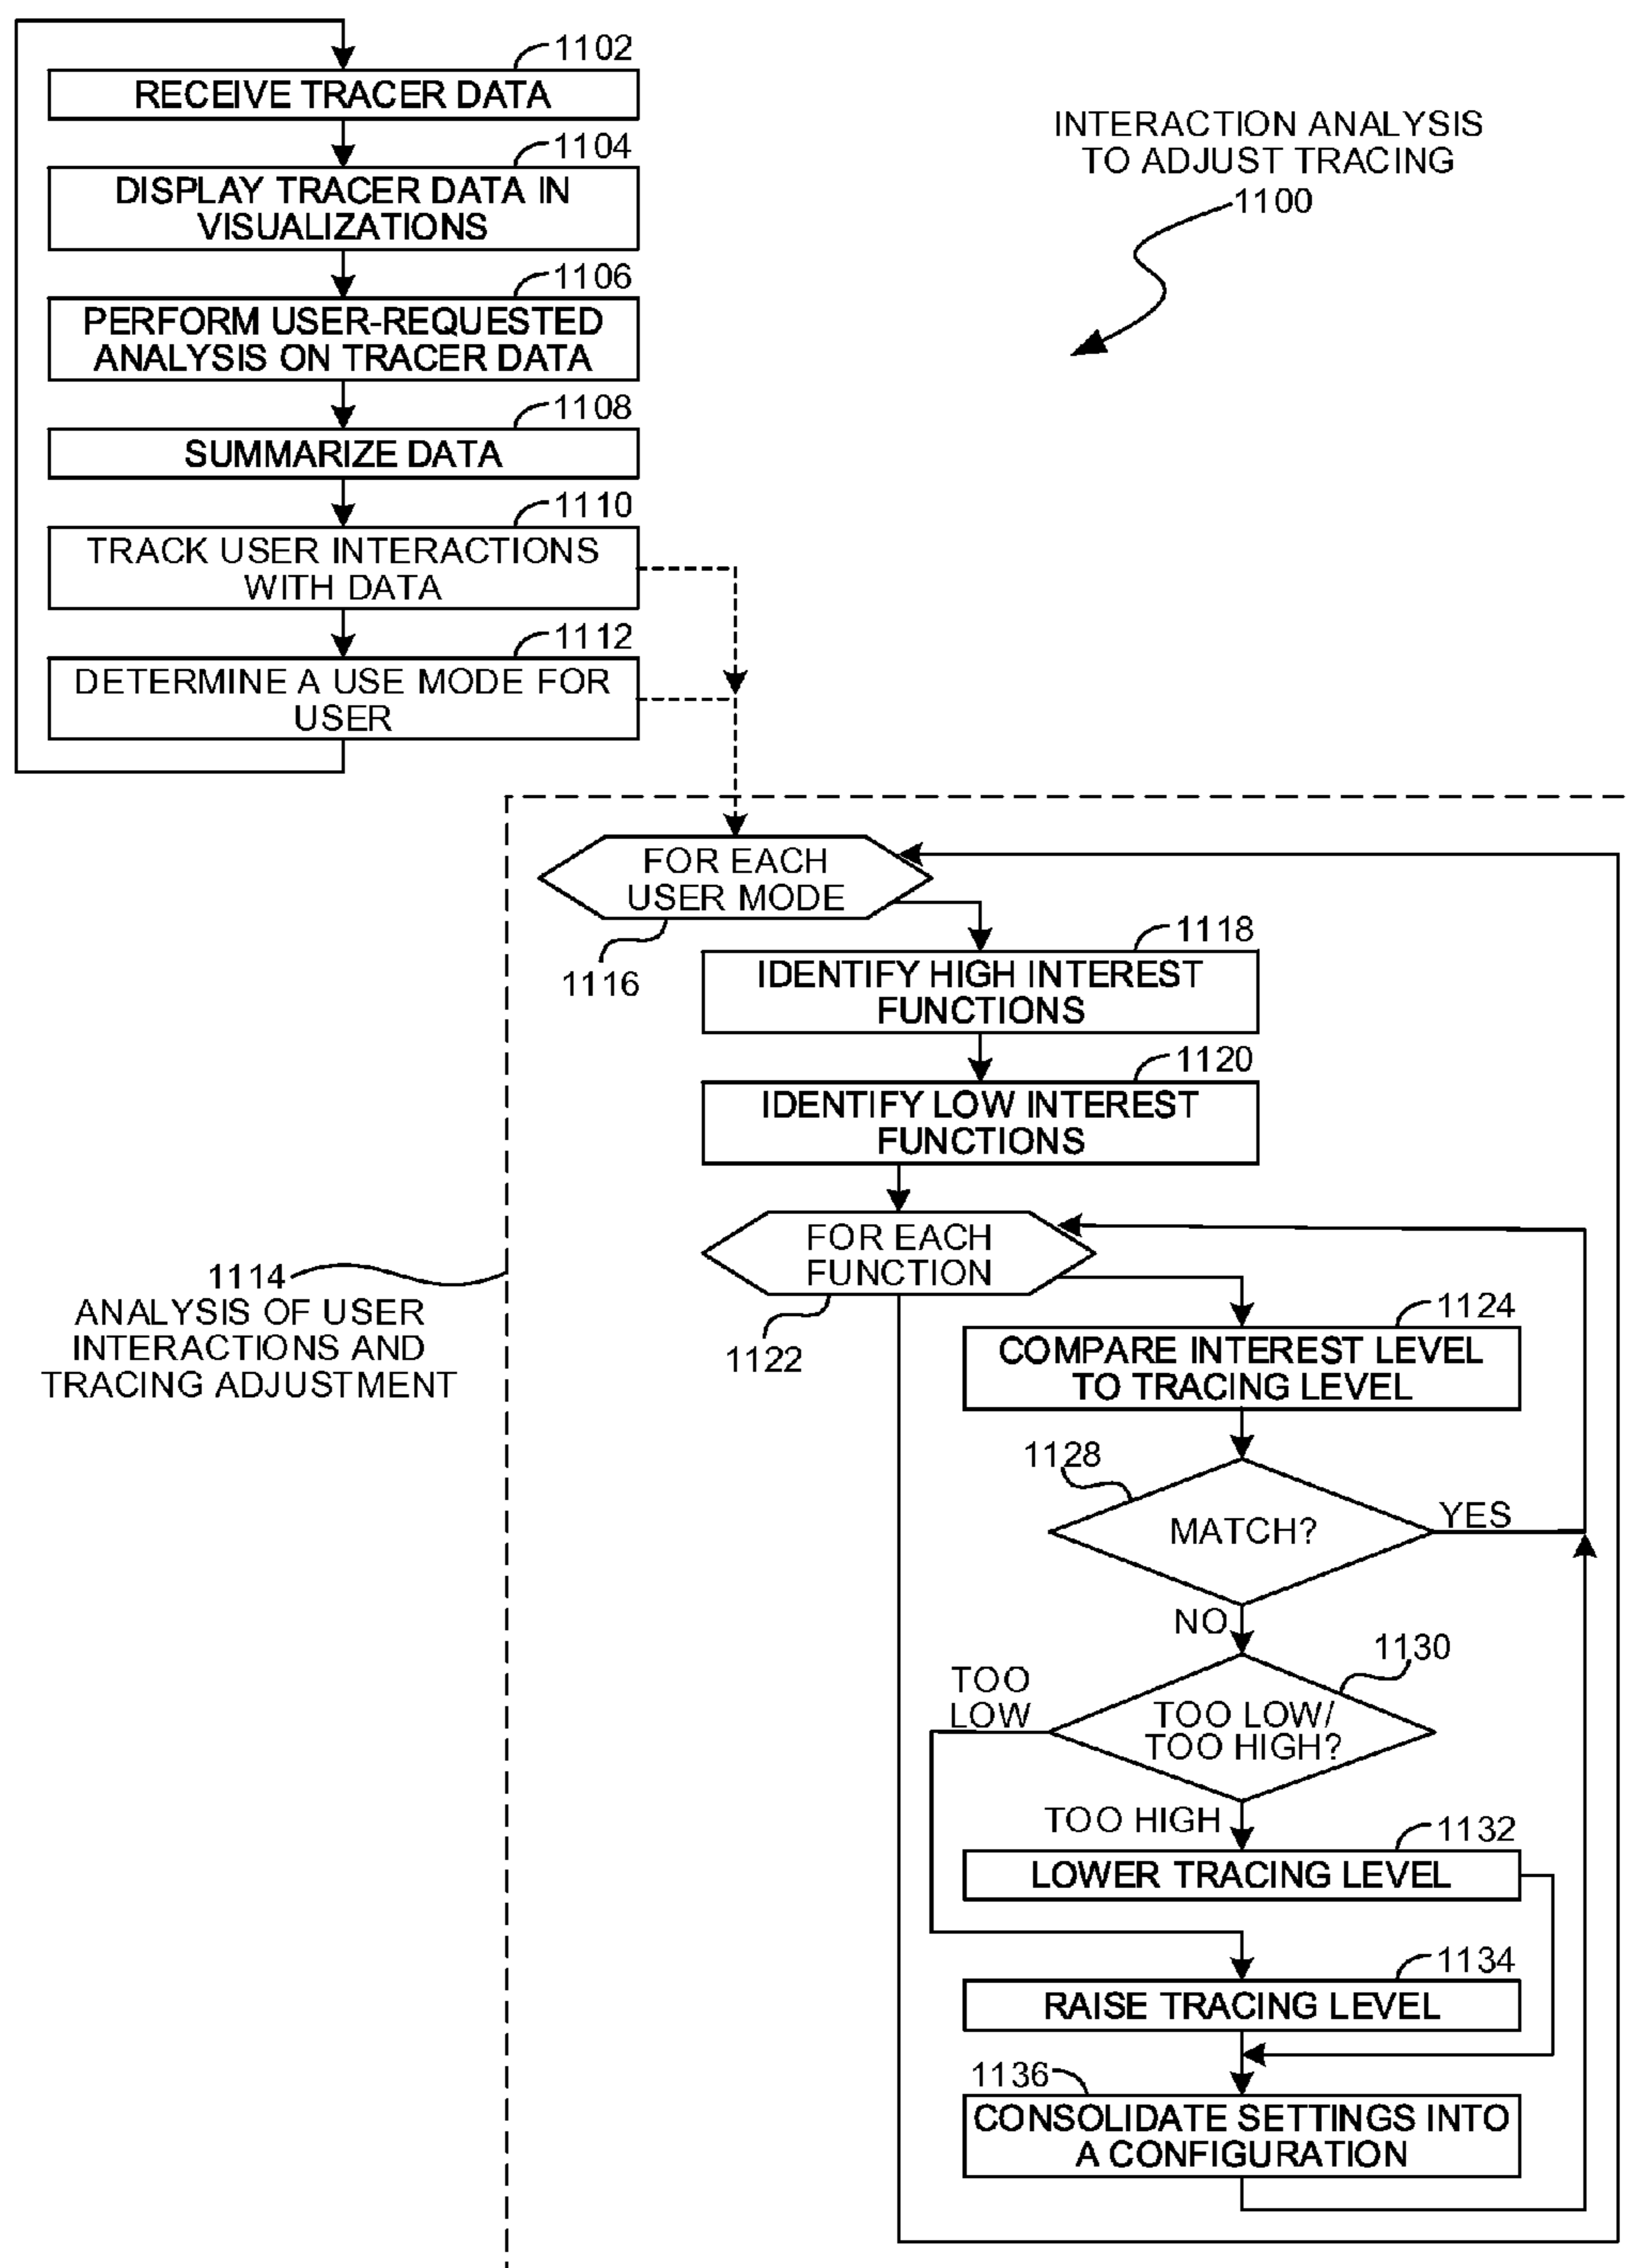 1102
RECEIVE TRACER DATA
1104
DISPLAY TRACER DATA IN
VISUALIZATIONS
1106
PERFORM USER-REQUESTED
ANALYSIS ON TRACER DATA
1108
SUMMARIZE DATA
1110
TRACK USER INTERACTIONS
WITH DATA
1112
DETERMINE A USE MODE FOR
USER
INTERACTION ANALYSIS
TO ADJUST TRACING
1100
FOR EACH
USER MODE
1116
1118
IDENTIFY HIGH INTEREST
FUNCTIONS
1120
IDENTIFY LOW INTEREST
FUNCTIONS
FOR EACH
FUNCTION
1122
1114
ANALYSIS OF USER
INTERACTIONS AND
TRACING ADJUSTMENT
1124
COMPARE INTEREST LEVEL
TO TRACING LEVEL
1128
MATCH?
YES
NO
1130
TOO
LOW
TOO LOW/
TOO HIGH?
TOO HIGH
1132
LOWER TRACING LEVEL
1134
RAISE TRACING LEVEL
1136
CONSOLIDATE SETTINGS INTO
A CONFIGURATION